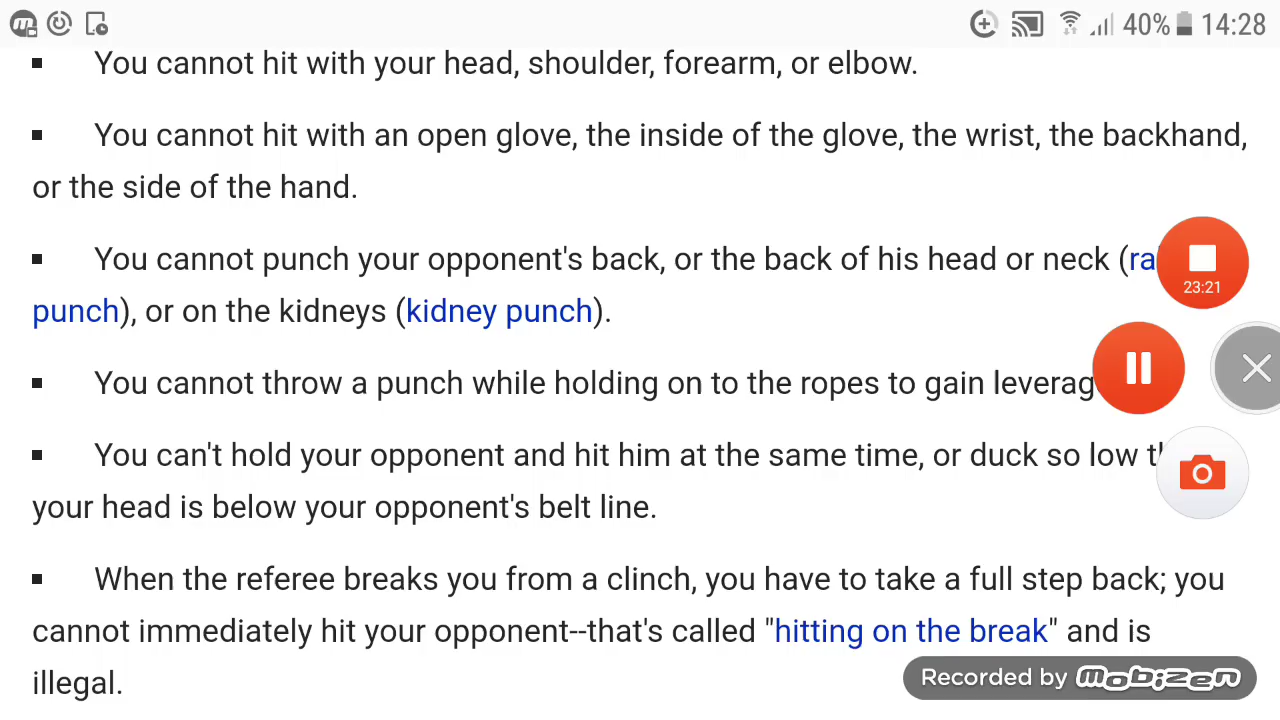 40% 14:28
▪ You cannot hit with your head, shoulder, forearm, or elbow.
▪ You cannot hit with an open glove, the inside of the glove, the wrist, the backhand,
or the side of the hand.
▪ You cannot punch your opponent's back, or the back of his head or neck (
punch), or on the kidneys (kidney punch).
23:21
▪ You cannot throw a punch while holding on to the ropes to gain
▪ You can't hold your opponent and hit him at the same time, or duck so low
your head is below your opponent's belt line.
▪ When the referee breaks you from a clinch, you have to take a full step back; you
cannot immediately hit your opponent--that's called "hitting on the break" and is
illegal.
Recorded by mobizen